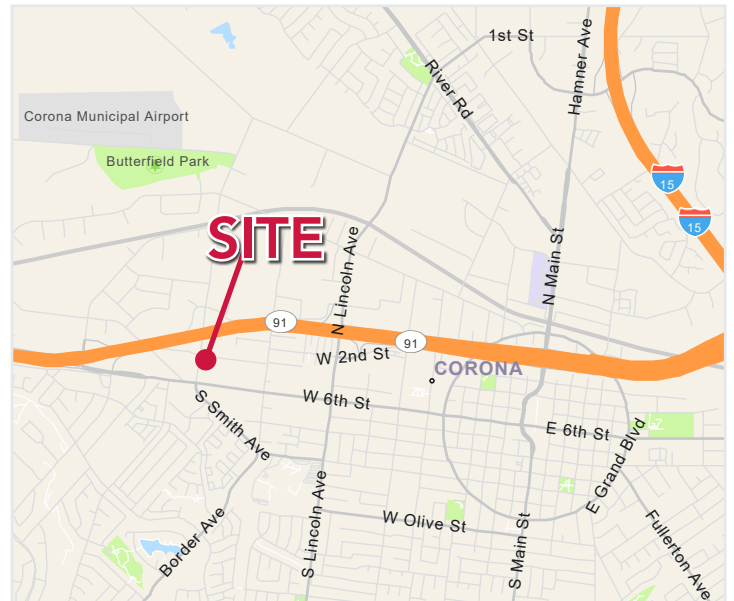 1st St
Hamner Ave
River Rd
Corona Municipal Airport
Butterfield Park
15
15
SITE
N Lincoln Ave
N Main St
91
91
W 2nd St
CORONA
W 6th St
S Smith Ave
E 6th St
E Grand Blvd
S Lincoln Ave
W Olive St
S Main St
Border Ave
Fullerton Ave